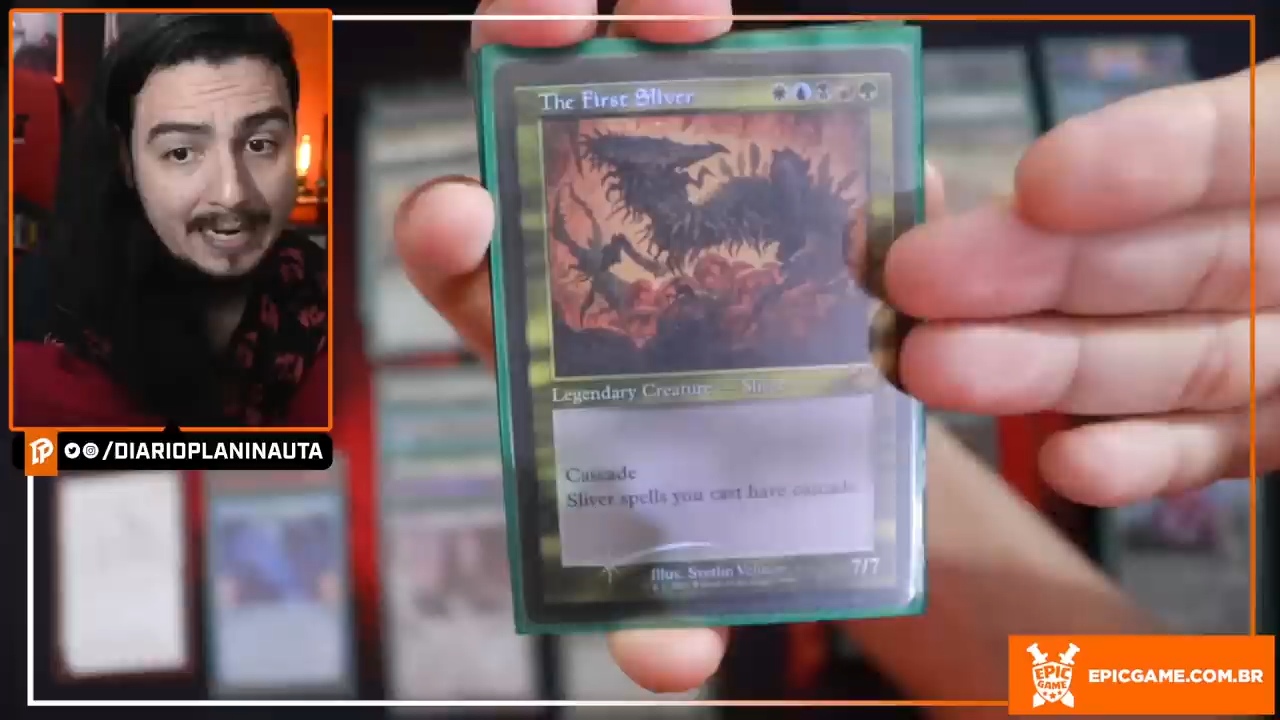 The First Sliver
Legendary Creature — Sliver
Cascade
Sliver spells you cast have cascade.
Illus. Svetlin Velinov
7/7
/DIARIOPLANINAUTA
EPIC
GAME
EPICGAME.COM.BR